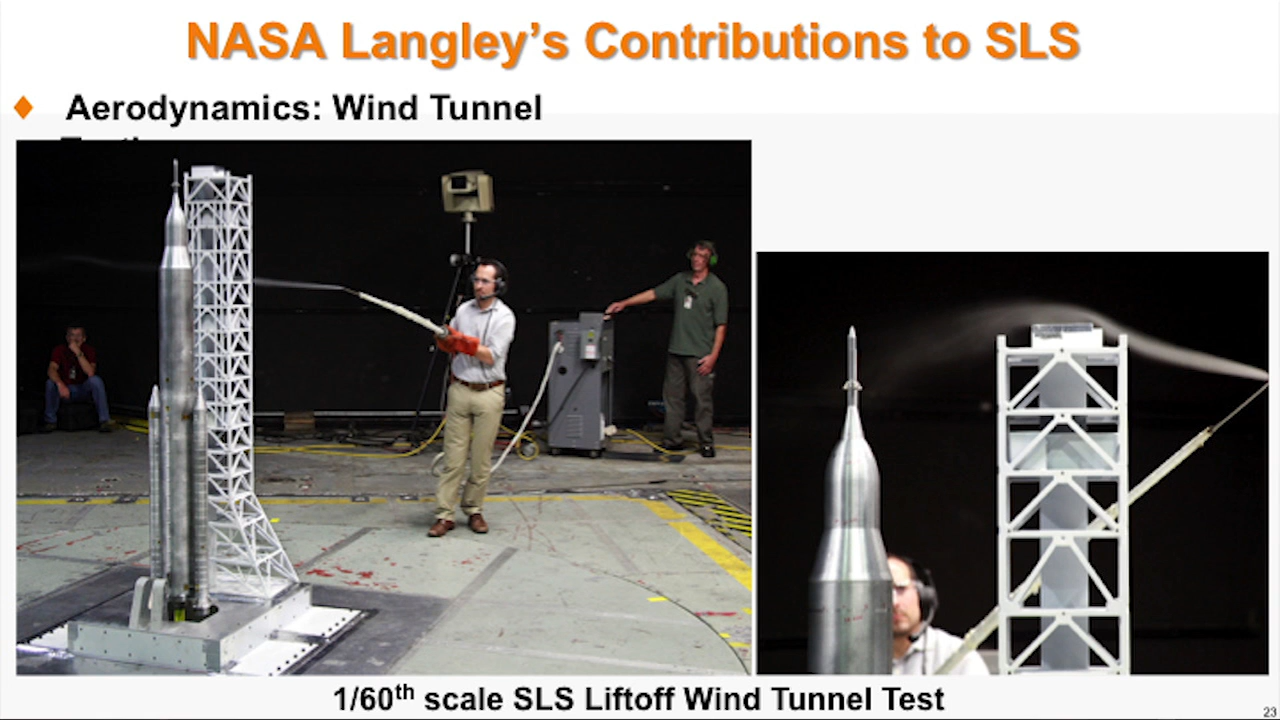 NASA Langley's Contributions to SLS
♦ Aerodynamics: Wind Tunnel
1/60th scale SLS Liftoff Wind Tunnel Test
23